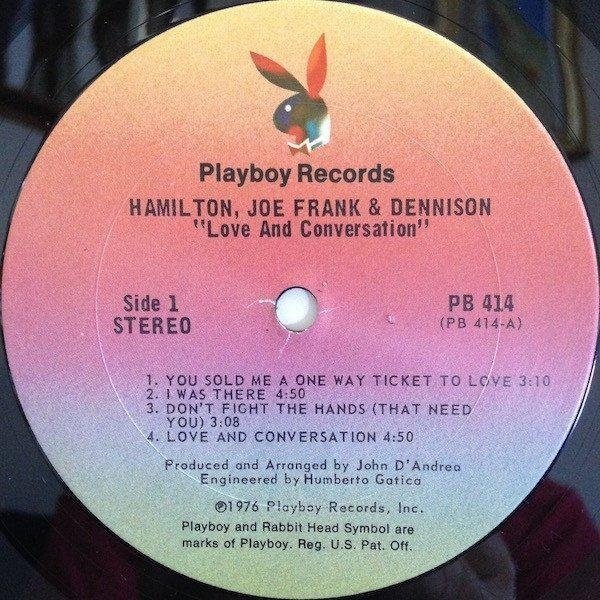 Playboy Records
HAMILTON, JOE FRANK & DENNISON
"Love And Conversation"
Side 1
STEREO
PB 414
(PB 414-A)
1. YOU SOLD ME A ONE WAY TICKET TO LOVE 3:10
2. I WAS THERE 4:50
3. DON'T FIGHT THE HANDS (THAT NEED
YOU) 3:08
4. LOVE AND CONVERSATION 4:50
Produced and Arranged by John D'Andrea
Engineered by Humberto Gatica
℗1976 Playboy Records, Inc.
Playboy and Rabbit Head Symbol are
marks of Playboy. Reg. U.S. Pat. Off.